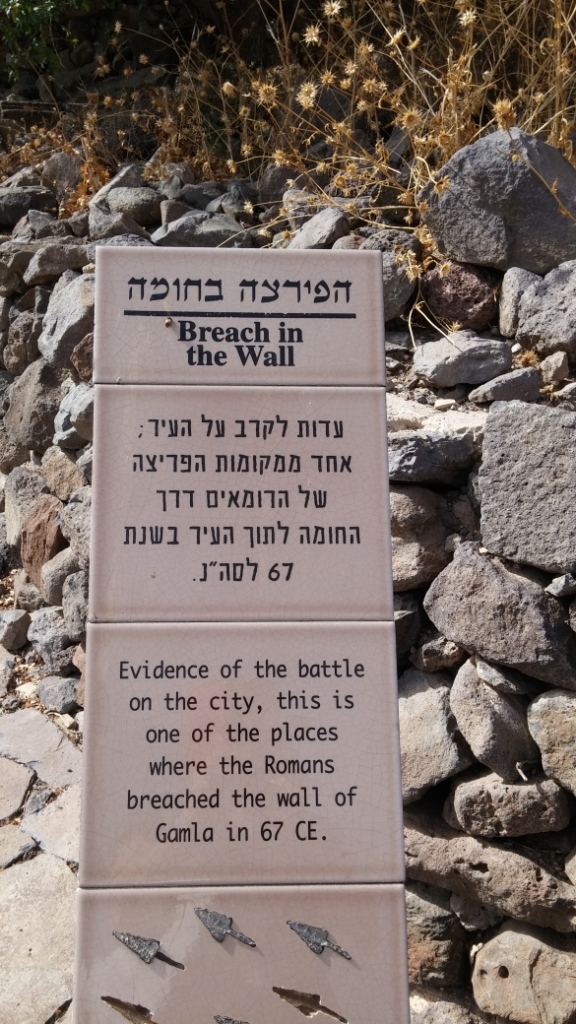 הפירצה בחומה
Breach in
the Wall
עדות לקרב על העיר;
אחד ממקומות הפריצה
של הרומאים דרך
החומה לתוך העיר בשנת
67 לסה"נ.
Evidence of the battle
on the city, this is
one of the places
where the Romans
breached the wall of
Gamla in 67 CE.